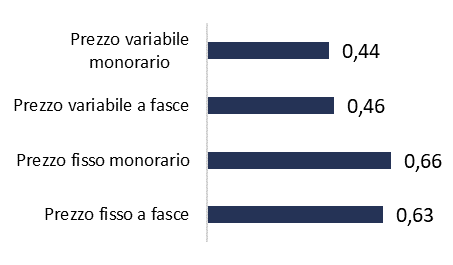 Prezzo variabile
monorario
0,44
Prezzo variabile a fasce
0,46
Prezzo fisso monorario
0,66
Prezzo fisso a fasce
0,63